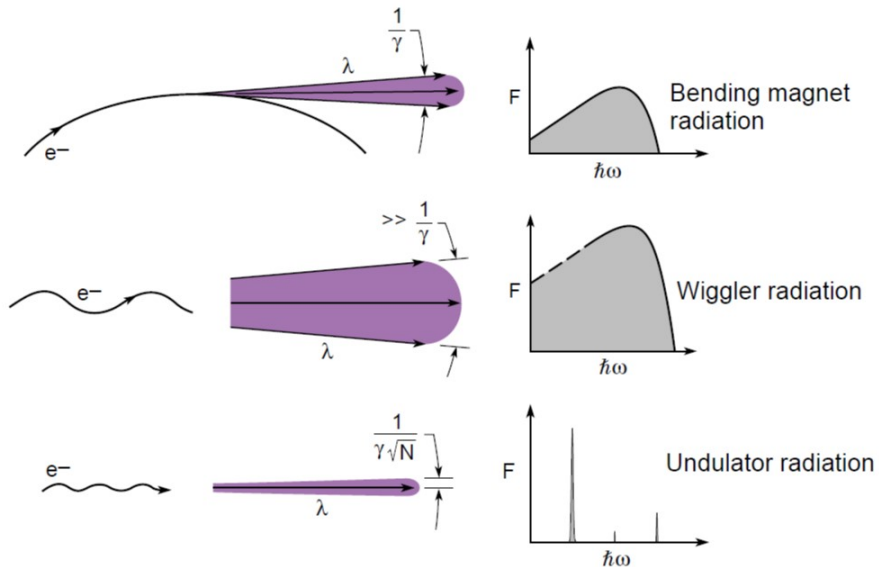 1
γ
λ
e–
F
ħω
Bending magnet
radiation
>> 1
γ
e–
λ
F
ħω
Wiggler radiation
1
γ√N
e–
λ
F
ħω
Undulator radiation